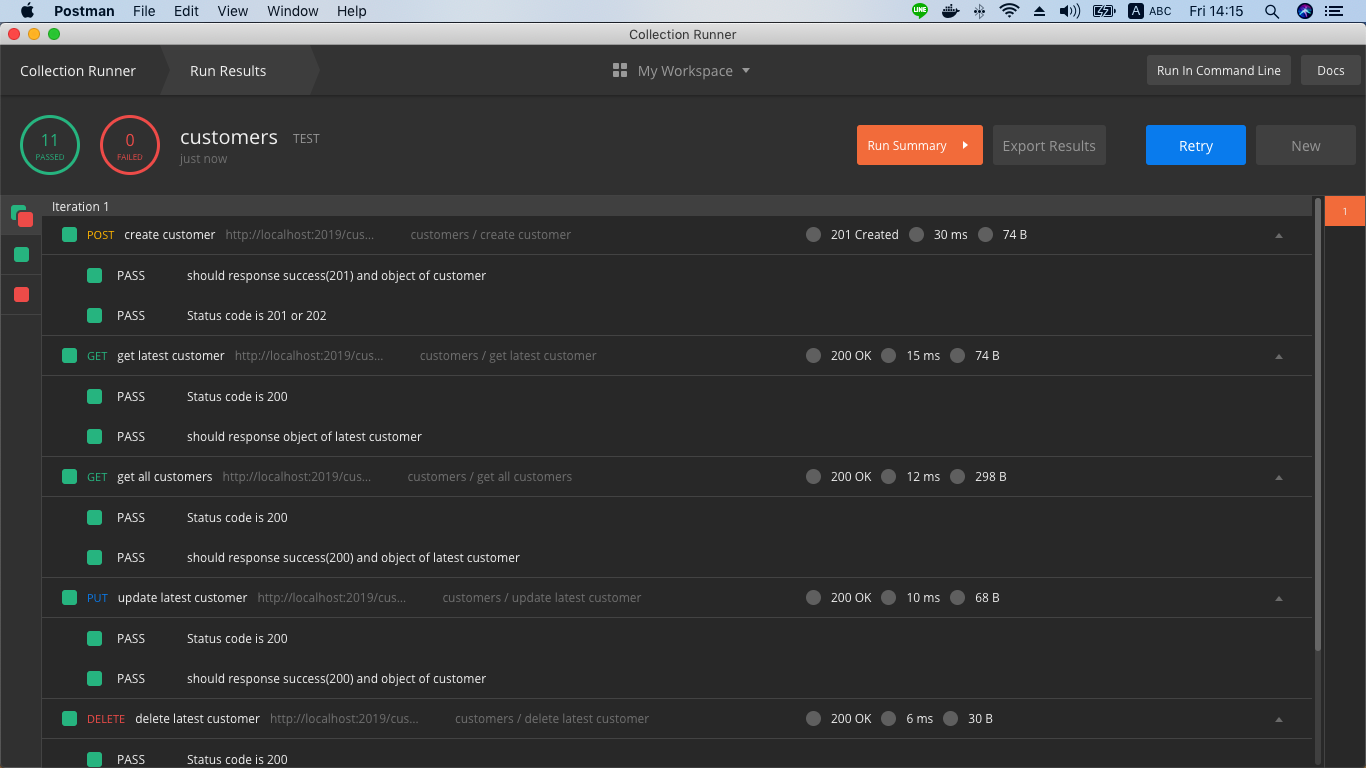 Postman File Edit View Window Help LINE A ABC Fri 14:15
Collection Runner
Collection Runner Run Results My Workspace Run In Command Line Docs
11 PASSED 0 FAILED customers TEST just now Run Summary Export Results Retry New
Iteration 1 1
POST create customer http://localhost:2019/cus... customers / create customer 201 Created 30 ms 74 B
PASS should response success(201) and object of customer
PASS Status code is 201 or 202
GET get latest customer http://localhost:2019/cus... customers / get latest customer 200 OK 15 ms 74 B
PASS Status code is 200
PASS should response object of latest customer
GET get all customers http://localhost:2019/cus... customers / get all customers 200 OK 12 ms 298 B
PASS Status code is 200
PASS should response success(200) and object of latest customer
PUT update latest customer http://localhost:2019/cus... customers / update latest customer 200 OK 10 ms 68 B
PASS Status code is 200
PASS should response success(200) and object of customer
DELETE delete latest customer http://localhost:2019/cus... customers / delete latest customer 200 OK 6 ms 30 B
PASS Status code is 200